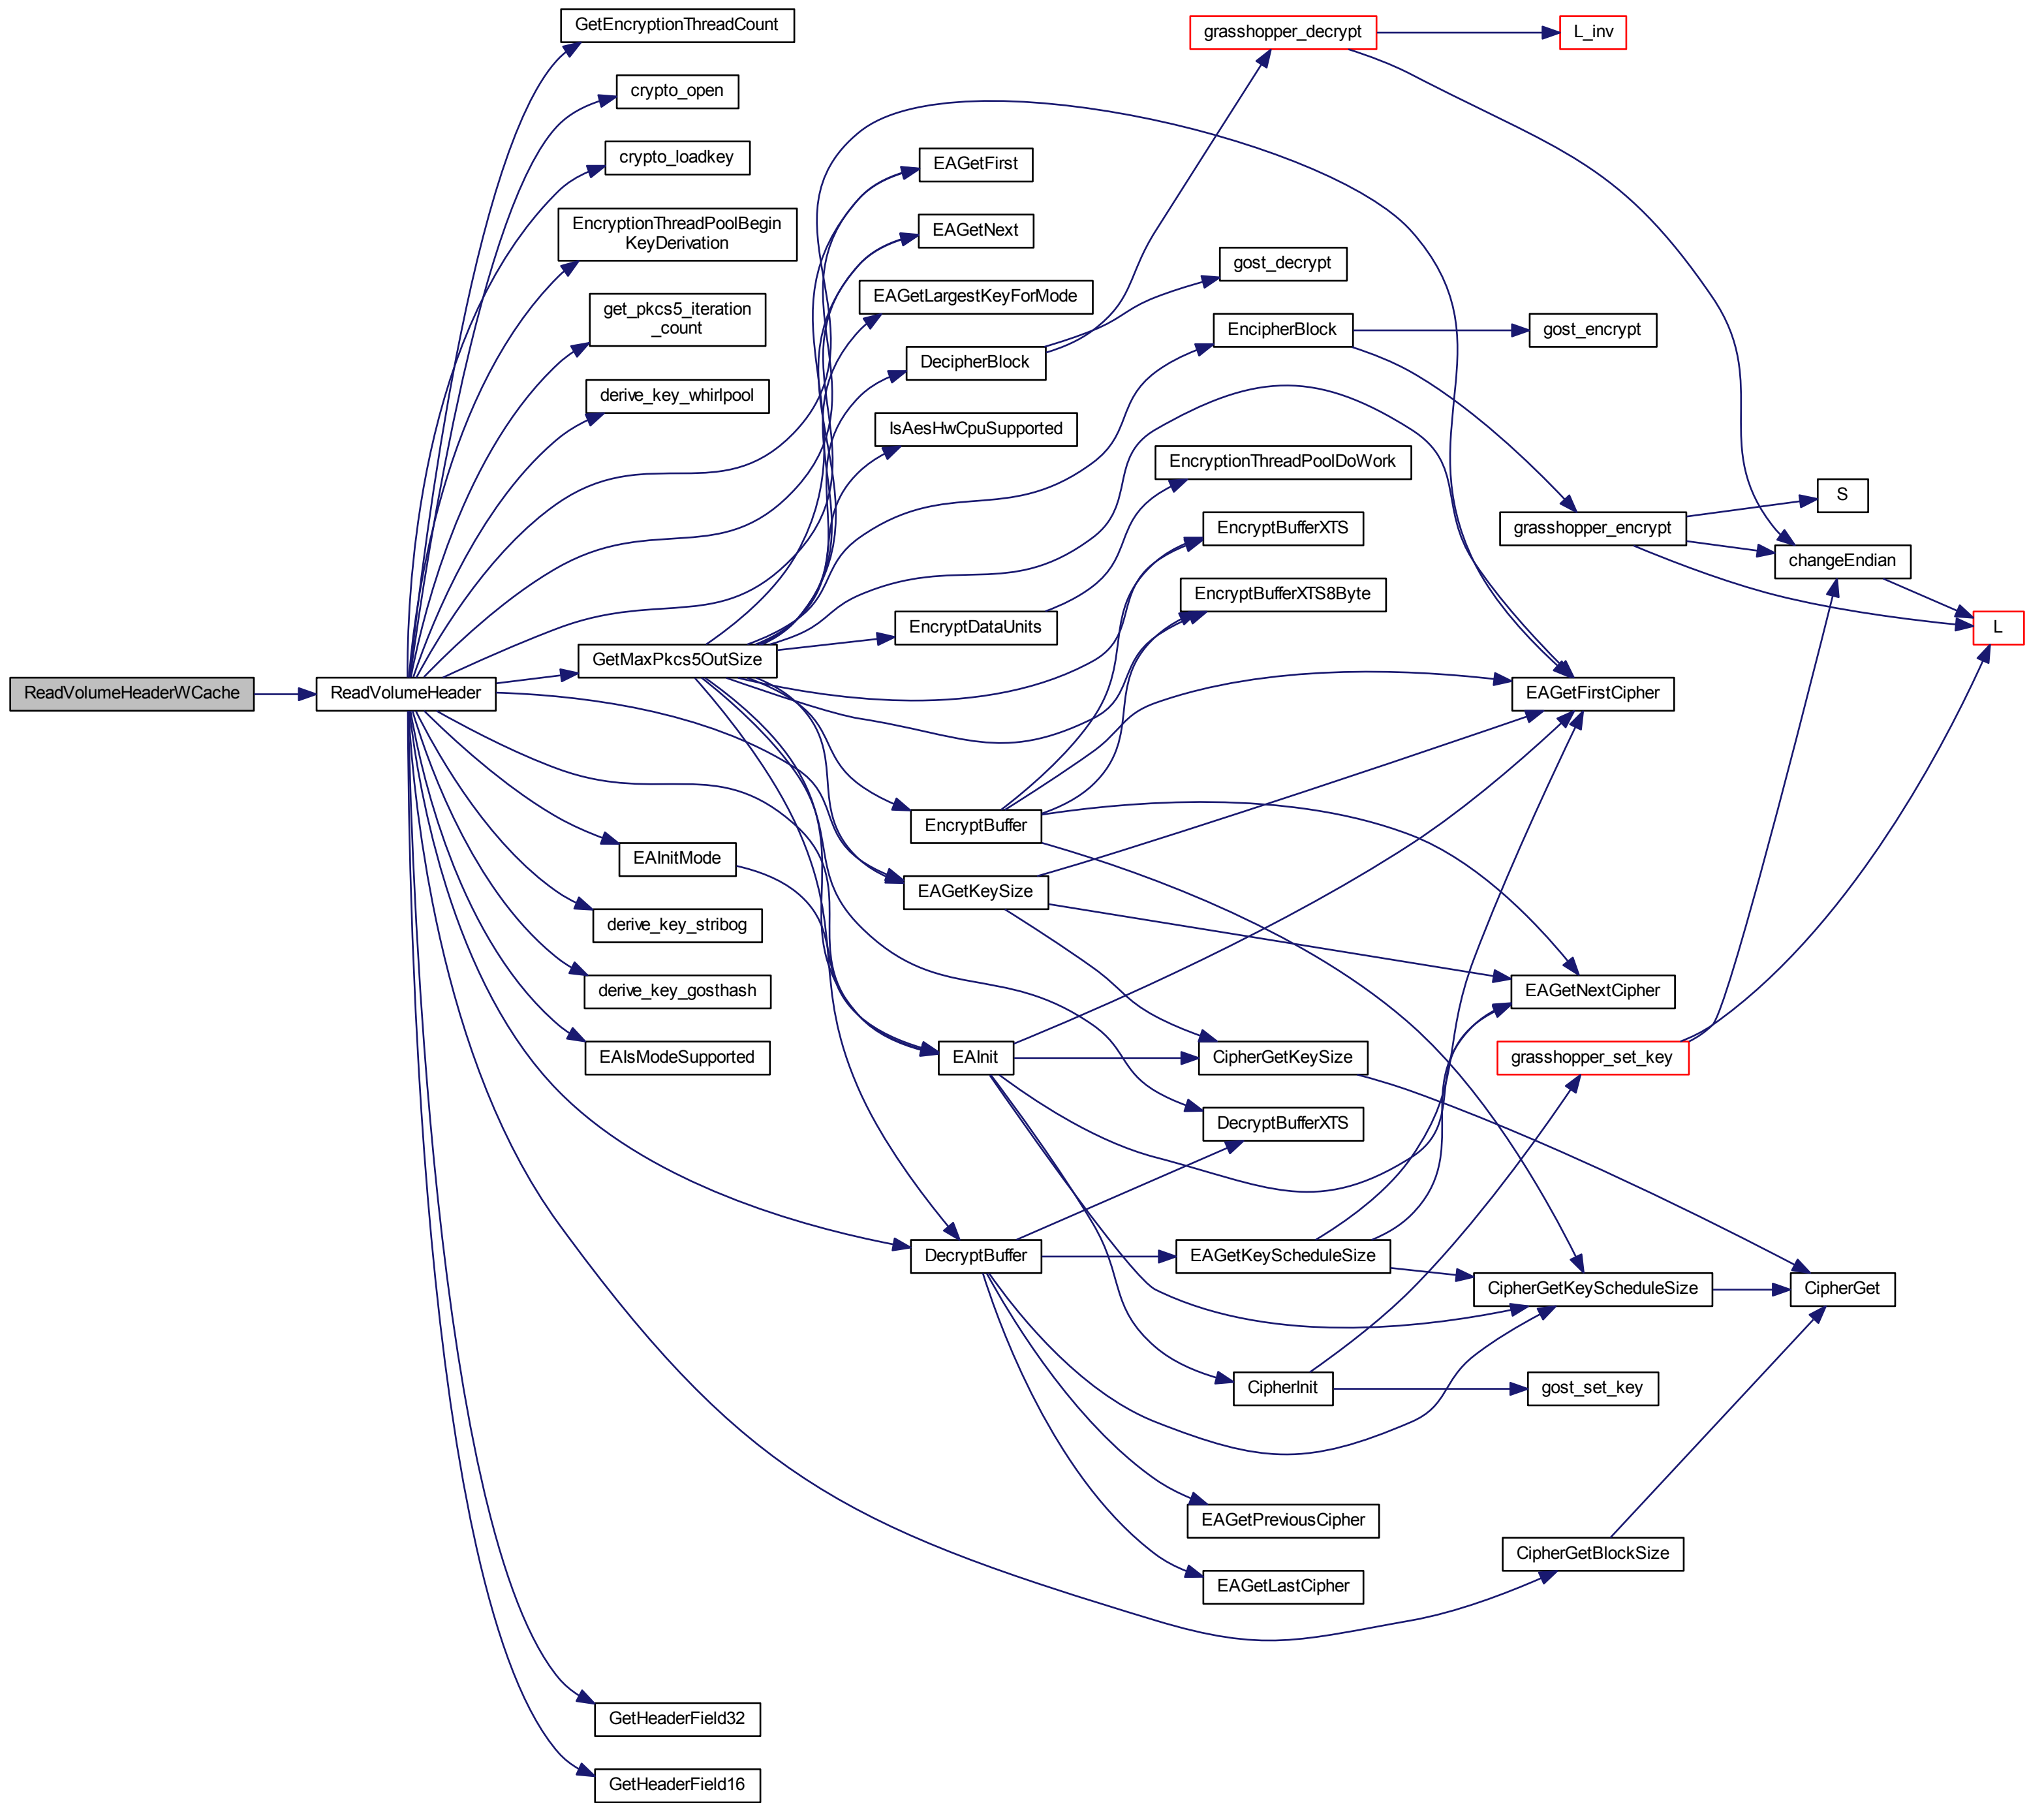 GetEncryptionThreadCount
grasshopper_decrypt
L_inv
crypto_open
crypto_loadkey
EAGetFirst
EncryptionThreadPoolBegin
KeyDerivation
EAGetNext
gost_decrypt
EAGetLargestKeyForMode
get_pkcs5_iteration
_count
EncipherBlock
gost_encrypt
DecipherBlock
derive_key_whirlpool
IsAesHwCpuSupported
EncryptionThreadPoolDoWork
S
EncryptBufferXTS
grasshopper_encrypt
changeEndian
EncryptBufferXTS8Byte
EncryptDataUnits
L
GetMaxPkcs5OutSize
ReadVolumeHeaderWCache
ReadVolumeHeader
EAGetFirstCipher
EncryptBuffer
EAInitMode
EAGetKeySize
derive_key_stribog
derive_key_gosthash
EAGetNextCipher
EAIsModeSupported
EAInit
CipherGetKeySize
grasshopper_set_key
DecryptBufferXTS
DecryptBuffer
EAGetKeyScheduleSize
CipherGetKeyScheduleSize
CipherGet
CipherInit
gost_set_key
EAGetPreviousCipher
CipherGetBlockSize
EAGetLastCipher
GetHeaderField32
GetHeaderField16